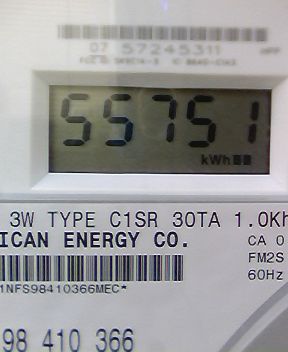 07 57245311
55751
kWh
3W TYPE C1SR 30TA 1.0Kh
ICAN ENERGY CO.
CA 0
FM2S
60Hz
1NFS98410366MEC*
98 410 366